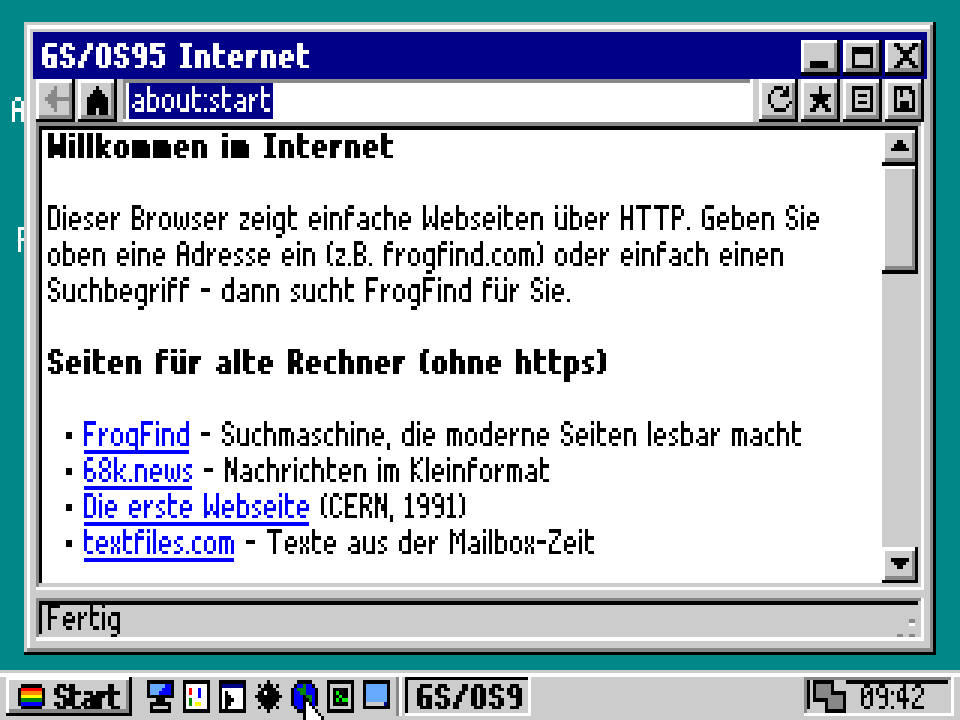 GS/OS95 Internet
about:start
Willkommen im Internet
Dieser Browser zeigt einfache Webseiten über HTTP. Geben Sie
oben eine Adresse ein (z.B. frogfind.com) oder einfach einen
Suchbegriff - dann sucht FrogFind für Sie.
Seiten für alte Rechner (ohne https)
• FrogFind - Suchmaschine, die moderne Seiten lesbar macht
• 68k.news - Nachrichten im Kleinformat
• Die erste Webseite (CERN, 1991)
• textfiles.com - Texte aus der Mailbox-Zeit
Fertig
Start GS/OS9 09:42